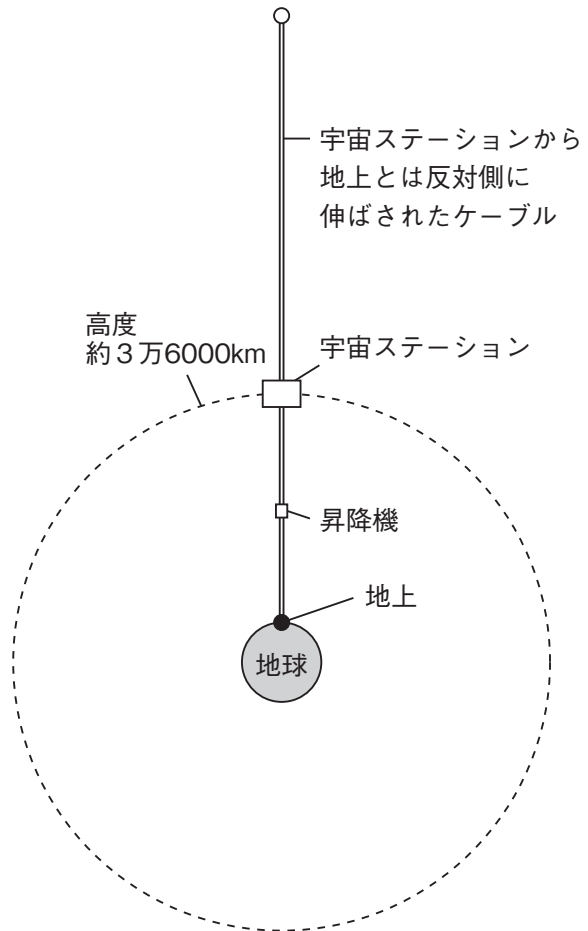 宇宙ステーションから
地上とは反対側に
伸ばされたケーブル
高度
約3万6000km
宇宙ステーション
昇降機
地上
地球